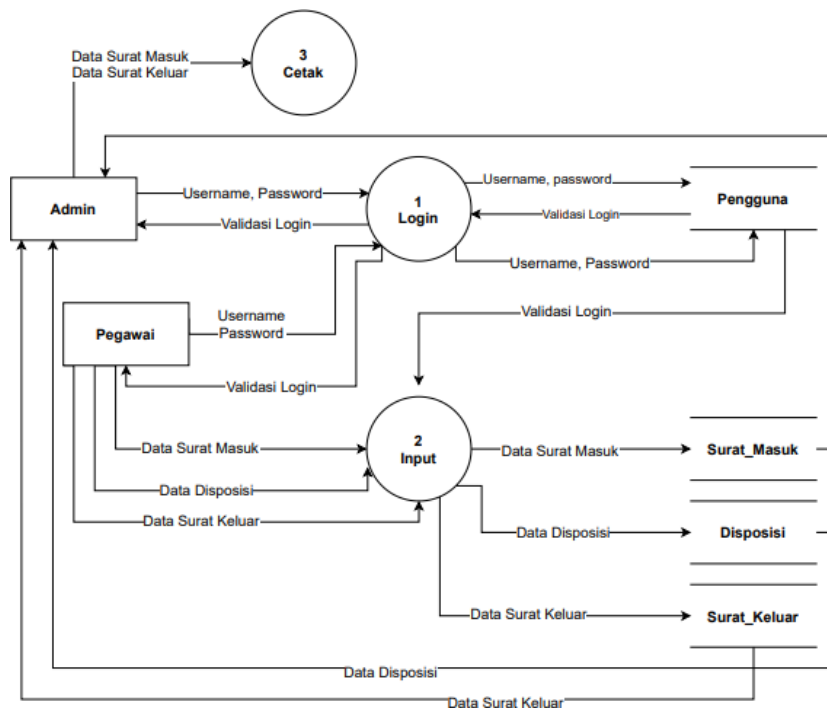 3
Cetak
Data Surat Masuk
Data Surat Keluar
Admin
Username, Password
Validasi Login
1
Login
Username, password
Validasi Login
Username, Password
Pengguna
Pegawai
Username
Password
Validasi Login
Validasi Login
2
Input
Data Surat Masuk
Data Disposisi
Data Surat Keluar
Data Surat Masuk
Surat_Masuk
Data Disposisi
Disposisi
Data Surat Keluar
Surat_Keluar
Data Disposisi
Data Surat Keluar